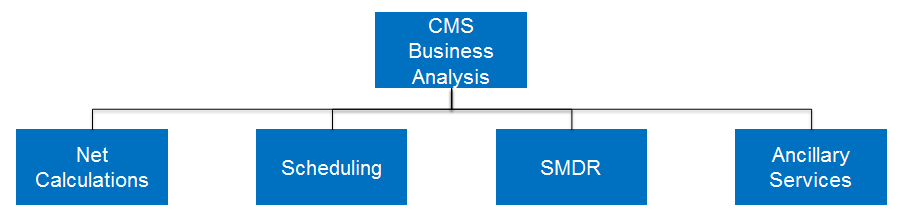 CMS
Business
Analysis
Net
Calculations
Scheduling
SMDR
Ancillary
Services